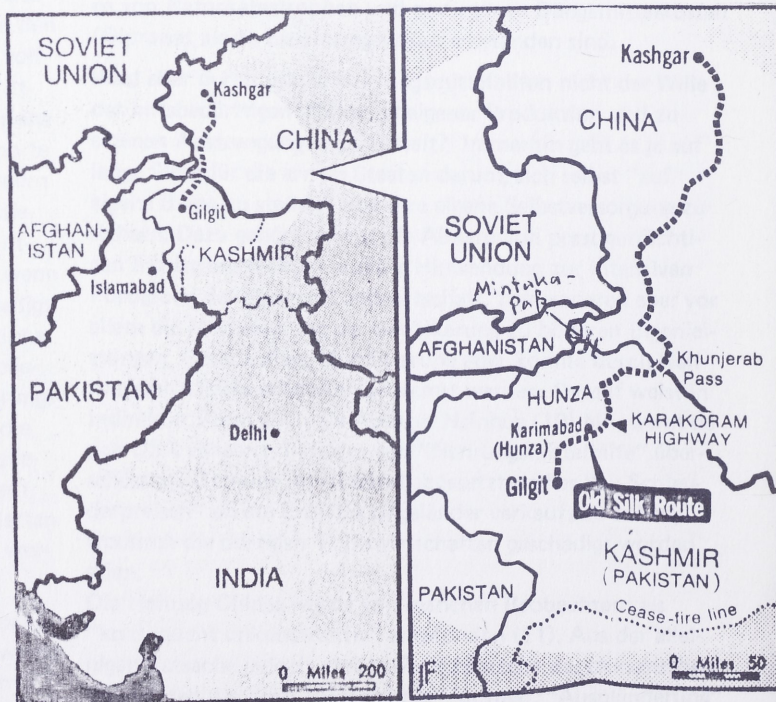 SOVIET
UNION
Kashgar
CHINA
Gilgit
AFGHAN-
ISTAN
KASHMIR
Islamabad
PAKISTAN
Delhi
INDIA
0 Miles 200
Kashgar
CHINA
SOVIET
UNION
Mintaka-
Paß
AFGHANISTAN
Khunjerab
Pass
HUNZA
Karimabad
(Hunza)
KARAKORAM
HIGHWAY
Gilgit
Old Silk Route
KASHMIR
(PAKISTAN)
PAKISTAN
Cease-fire line
JF
0 Miles 50